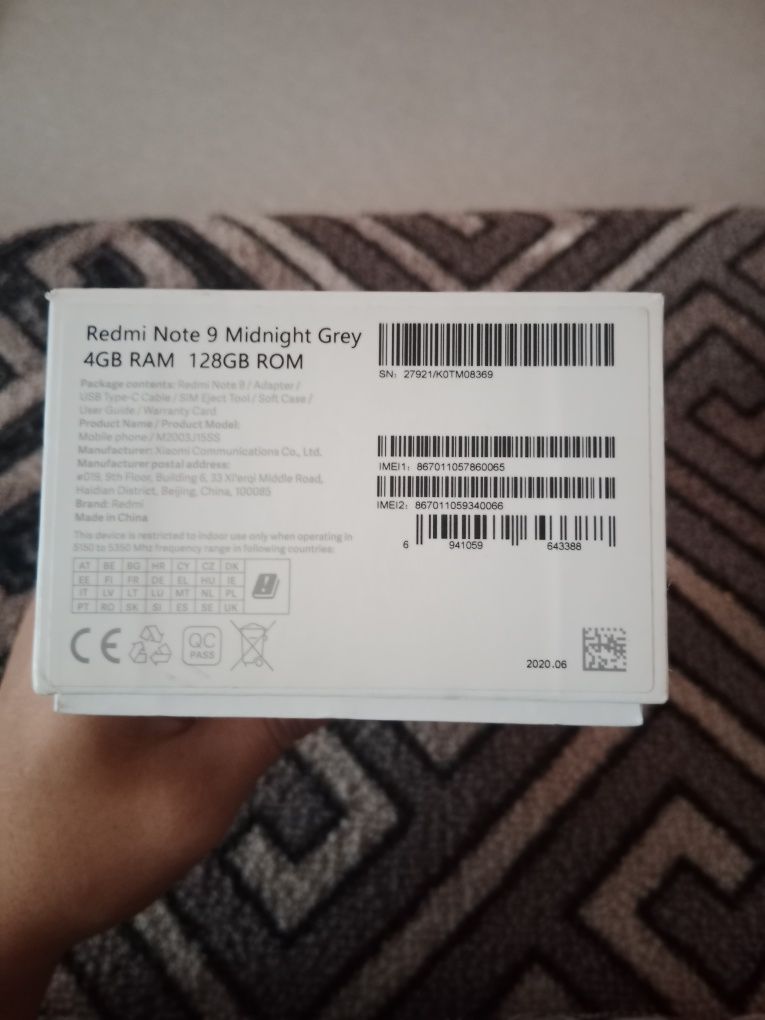 Redmi Note 9 Midnight Grey
4GB RAM 128GB ROM
Package contents: Redmi Note 9 / Adapter /
USB Type-C Cable / SIM Eject Tool / Soft Case /
User Guide / Warranty Card
Product Name / Product Model:
Mobile phone / M2003J15SS
Manufacturer: Xiaomi Communications Co., Ltd.
Manufacturer postal address:
#019, 9th Floor, Building 6, 33 Xi'erqi Middle Road,
Haidian District, Beijing, China, 100085
Brand: Redmi
Made in China
This device is restricted to indoor use only when operating in
5150 to 5350 Mhz frequency range in following countries:
AT BE BG HR CY CZ DK
EE FI FR DE EL HU IE
IT LV LT LU MT NL PL
PT RO SK SI ES SE UK
CE
QC
PASS
SN: 27921/K0TM08369
IMEI1: 867011057860065
IMEI2: 867011059340066
6 941059 643388
2020.06